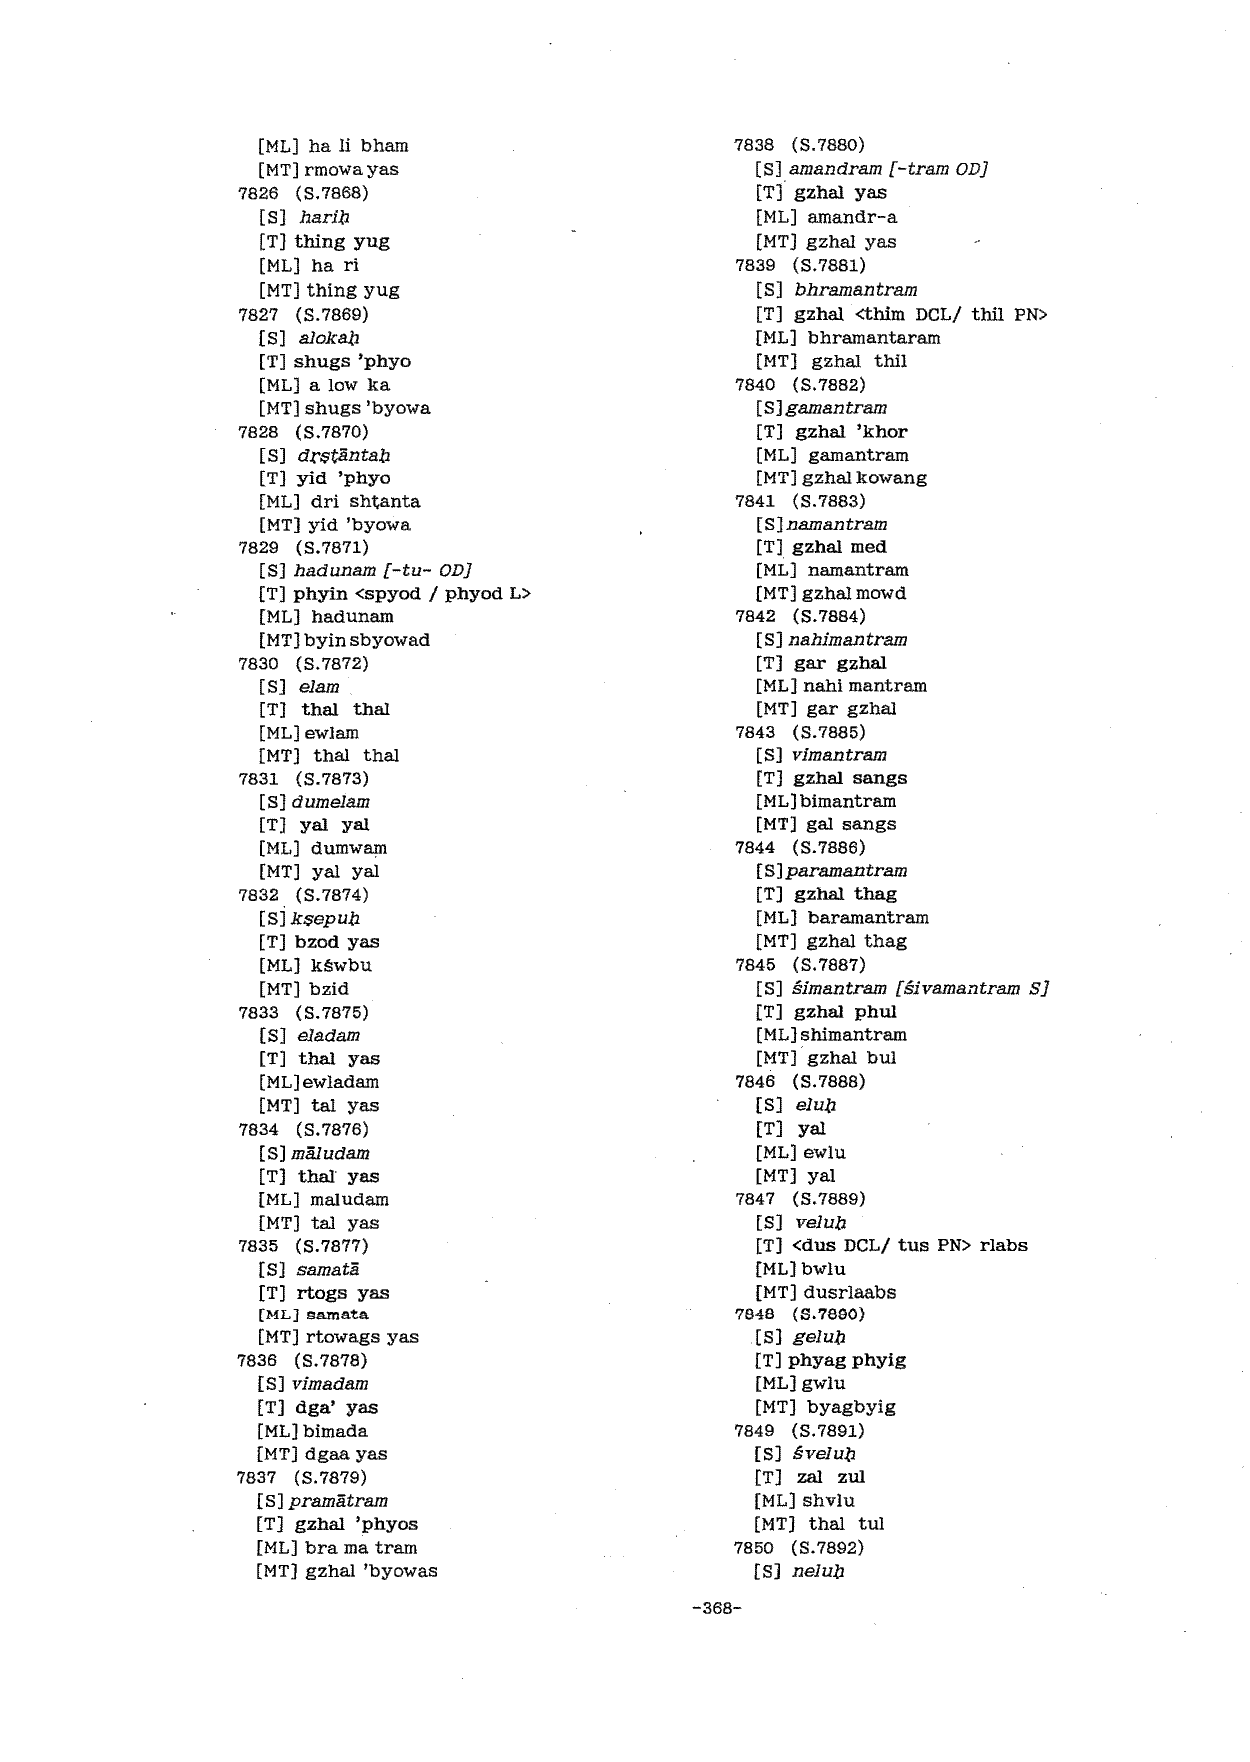 [ML] ha li bham
[MT] rmowa yas
7826 (S.7868)
[S] hariḥ
[T] thing yug
[ML] ha ri
[MT] thing yug
7827 (S.7869)
[S] alokaḥ
[T] shugs 'phyo
[ML] a low ka
[MT] shugs 'byowa
7828 (S.7870)
[S] dṛṣṭāntaḥ
[T] yid 'phyo
[ML] dri shṭanta
[MT] yid 'byowa
7829 (S.7871)
[S] hadunam [-tu- OD]
[T] phyin <spyod / phyod L>
[ML] hadunam
[MT] byin sbyowad
7830 (S.7872)
[S] elam
[T] thal thal
[ML] ewlam
[MT] thal thal
7831 (S.7873)
[S] dumelam
[T] yal yal
[ML] dumwaṃ
[MT] yal yal
7832 (S.7874)
[S] kṣepuḥ
[T] bzod yas
[ML] kśwbu
[MT] bzid
7833 (S.7875)
[S] eladam
[T] thal yas
[ML] ewladam
[MT] tal yas
7834 (S.7876)
[S] māludam
[T] thal yas
[ML] maludam
[MT] tal yas
7835 (S.7877)
[S] samatā
[T] rtogs yas
[ML] samata
[MT] rtowags yas
7836 (S.7878)
[S] vimadam
[T] dga' yas
[ML] bimada
[MT] dgaa yas
7837 (S.7879)
[S] pramātram
[T] gzhal 'phyos
[ML] bra ma tram
[MT] gzhal 'byowas
7838 (S.7880)
[S] amandram [-tram OD]
[T] gzhal yas
[ML] amandr-a
[MT] gzhal yas
7839 (S.7881)
[S] bhramantram
[T] gzhal <thim DCL/ thil PN>
[ML] bhramantaram
[MT] gzhal thil
7840 (S.7882)
[S] gamantram
[T] gzhal 'khor
[ML] gamantram
[MT] gzhal kowang
7841 (S.7883)
[S] namantram
[T] gzhal med
[ML] namantram
[MT] gzhal mowd
7842 (S.7884)
[S] nahimantram
[T] gar gzhal
[ML] nahi mantram
[MT] gar gzhal
7843 (S.7885)
[S] vimantram
[T] gzhal sangs
[ML] bimantram
[MT] gal sangs
7844 (S.7886)
[S] paramantram
[T] gzhal thag
[ML] baramantram
[MT] gzhal thag
7845 (S.7887)
[S] śimantram [śivamantram S]
[T] gzhal phul
[ML] shimantram
[MT] gzhal bul
7846 (S.7888)
[S] eluḥ
[T] yal
[ML] ewlu
[MT] yal
7847 (S.7889)
[S] veluḥ
[T] <dus DCL/ tus PN> rlabs
[ML] bwlu
[MT] dusrlaabs
7848 (S.7890)
[S] geluḥ
[T] phyag phyig
[ML] gwlu
[MT] byagbyig
7849 (S.7891)
[S] śveluḥ
[T] zal zul
[ML] shvlu
[MT] thal tul
7850 (S.7892)
[S] neluḥ
-368-